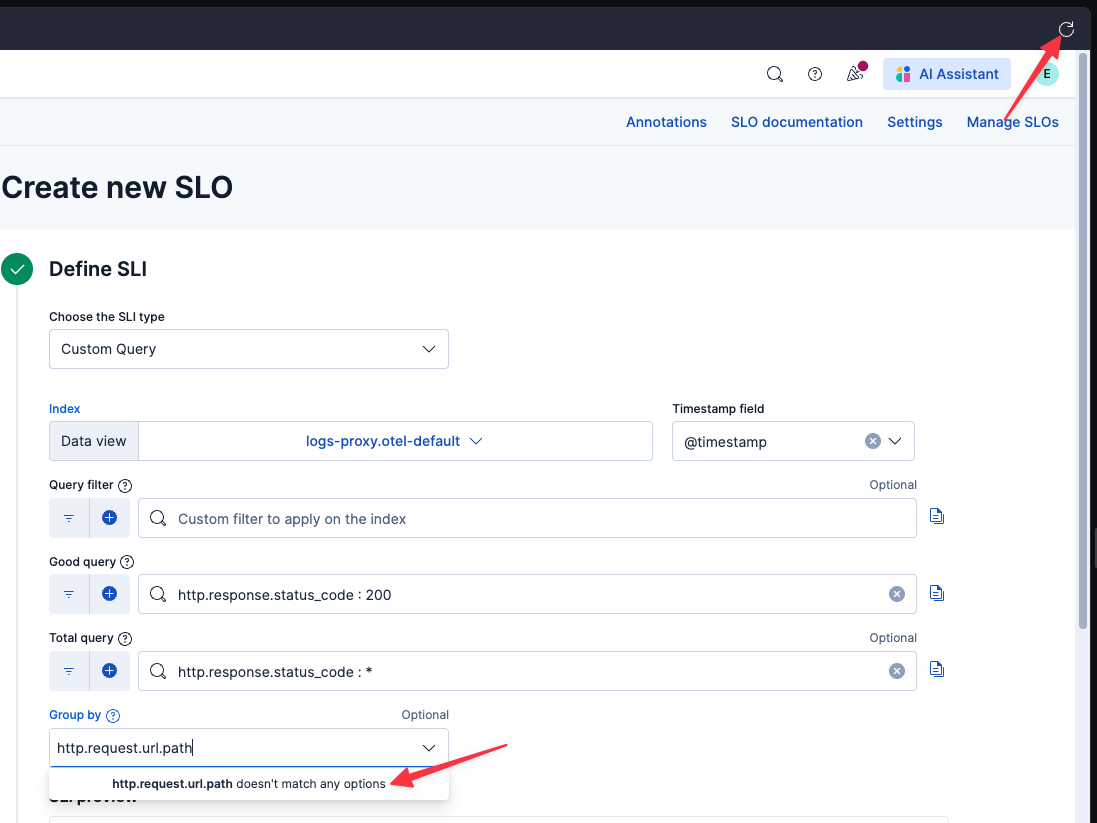 E
AI Assistant
Annotations SLO documentation Settings Manage SLOs
Create new SLO
Define SLI
Choose the SLI type
Custom Query
Index Timestamp field
Data view logs-proxy.otel-default @timestamp
Query filter Optional
Custom filter to apply on the index
Good query
http.response.status_code : 200
Total query Optional
http.response.status_code : *
Group by Optional
http.request.url.path
http.request.url.path doesn't match any options
SLI preview